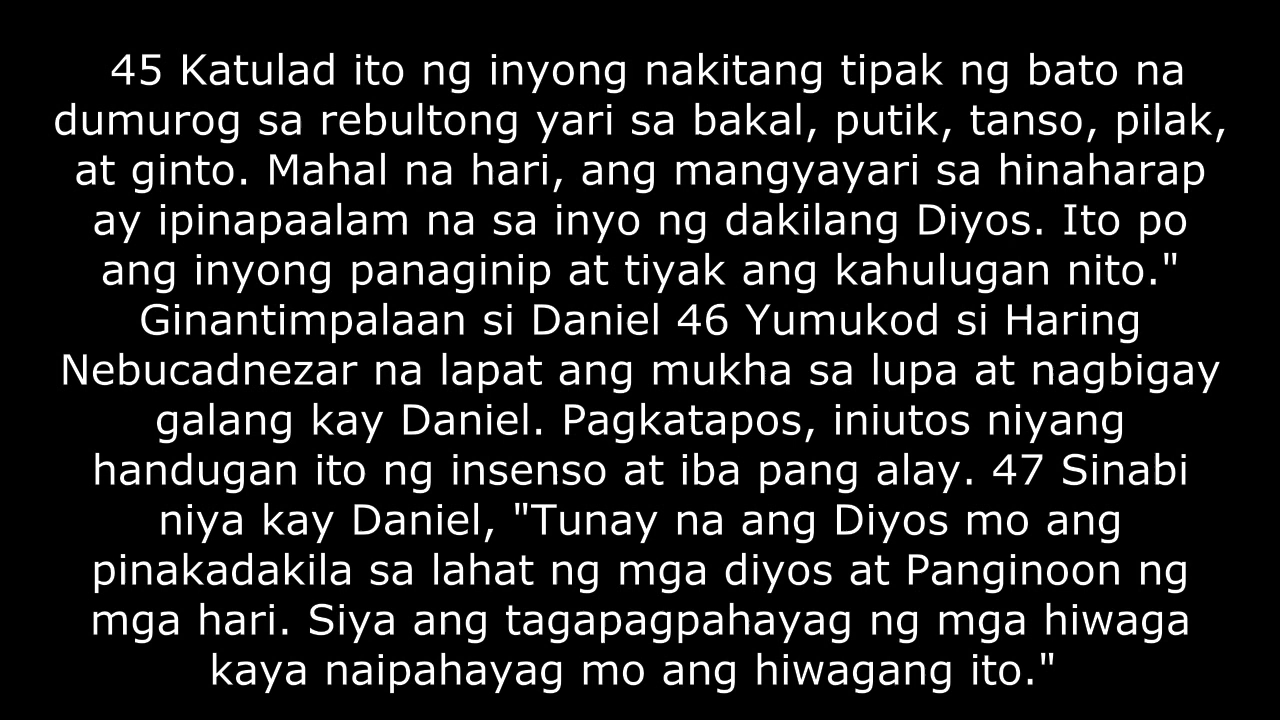 45 Katulad ito ng inyong nakitang tipak ng bato na
dumurog sa rebultong yari sa bakal, putik, tanso, pilak,
at ginto. Mahal na hari, ang mangyayari sa hinaharap
ay ipinapaalam na sa inyo ng dakilang Diyos. Ito po
ang inyong panaginip at tiyak ang kahulugan nito."
Ginantimpalaan si Daniel 46 Yumukod si Haring
Nebucadnezar na lapat ang mukha sa lupa at nagbigay
galang kay Daniel. Pagkatapos, iniutos niyang
handugan ito ng insenso at iba pang alay. 47 Sinabi
niya kay Daniel, "Tunay na ang Diyos mo ang
pinakadakila sa lahat ng mga diyos at Panginoon ng
mga hari. Siya ang tagapagpahayag ng mga hiwaga
kaya naipahayag mo ang hiwagang ito."